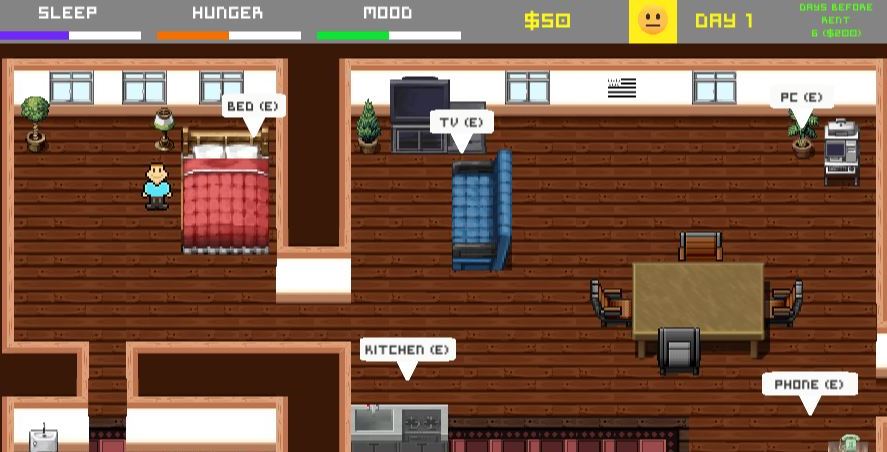 SLEEP
HUNGER
MOOD
$50
DAY 1
DAYS BEFORE
RENT
6 ($200)
BED (E)
TV (E)
PC (E)
KITCHEN (E)
PHONE (E)